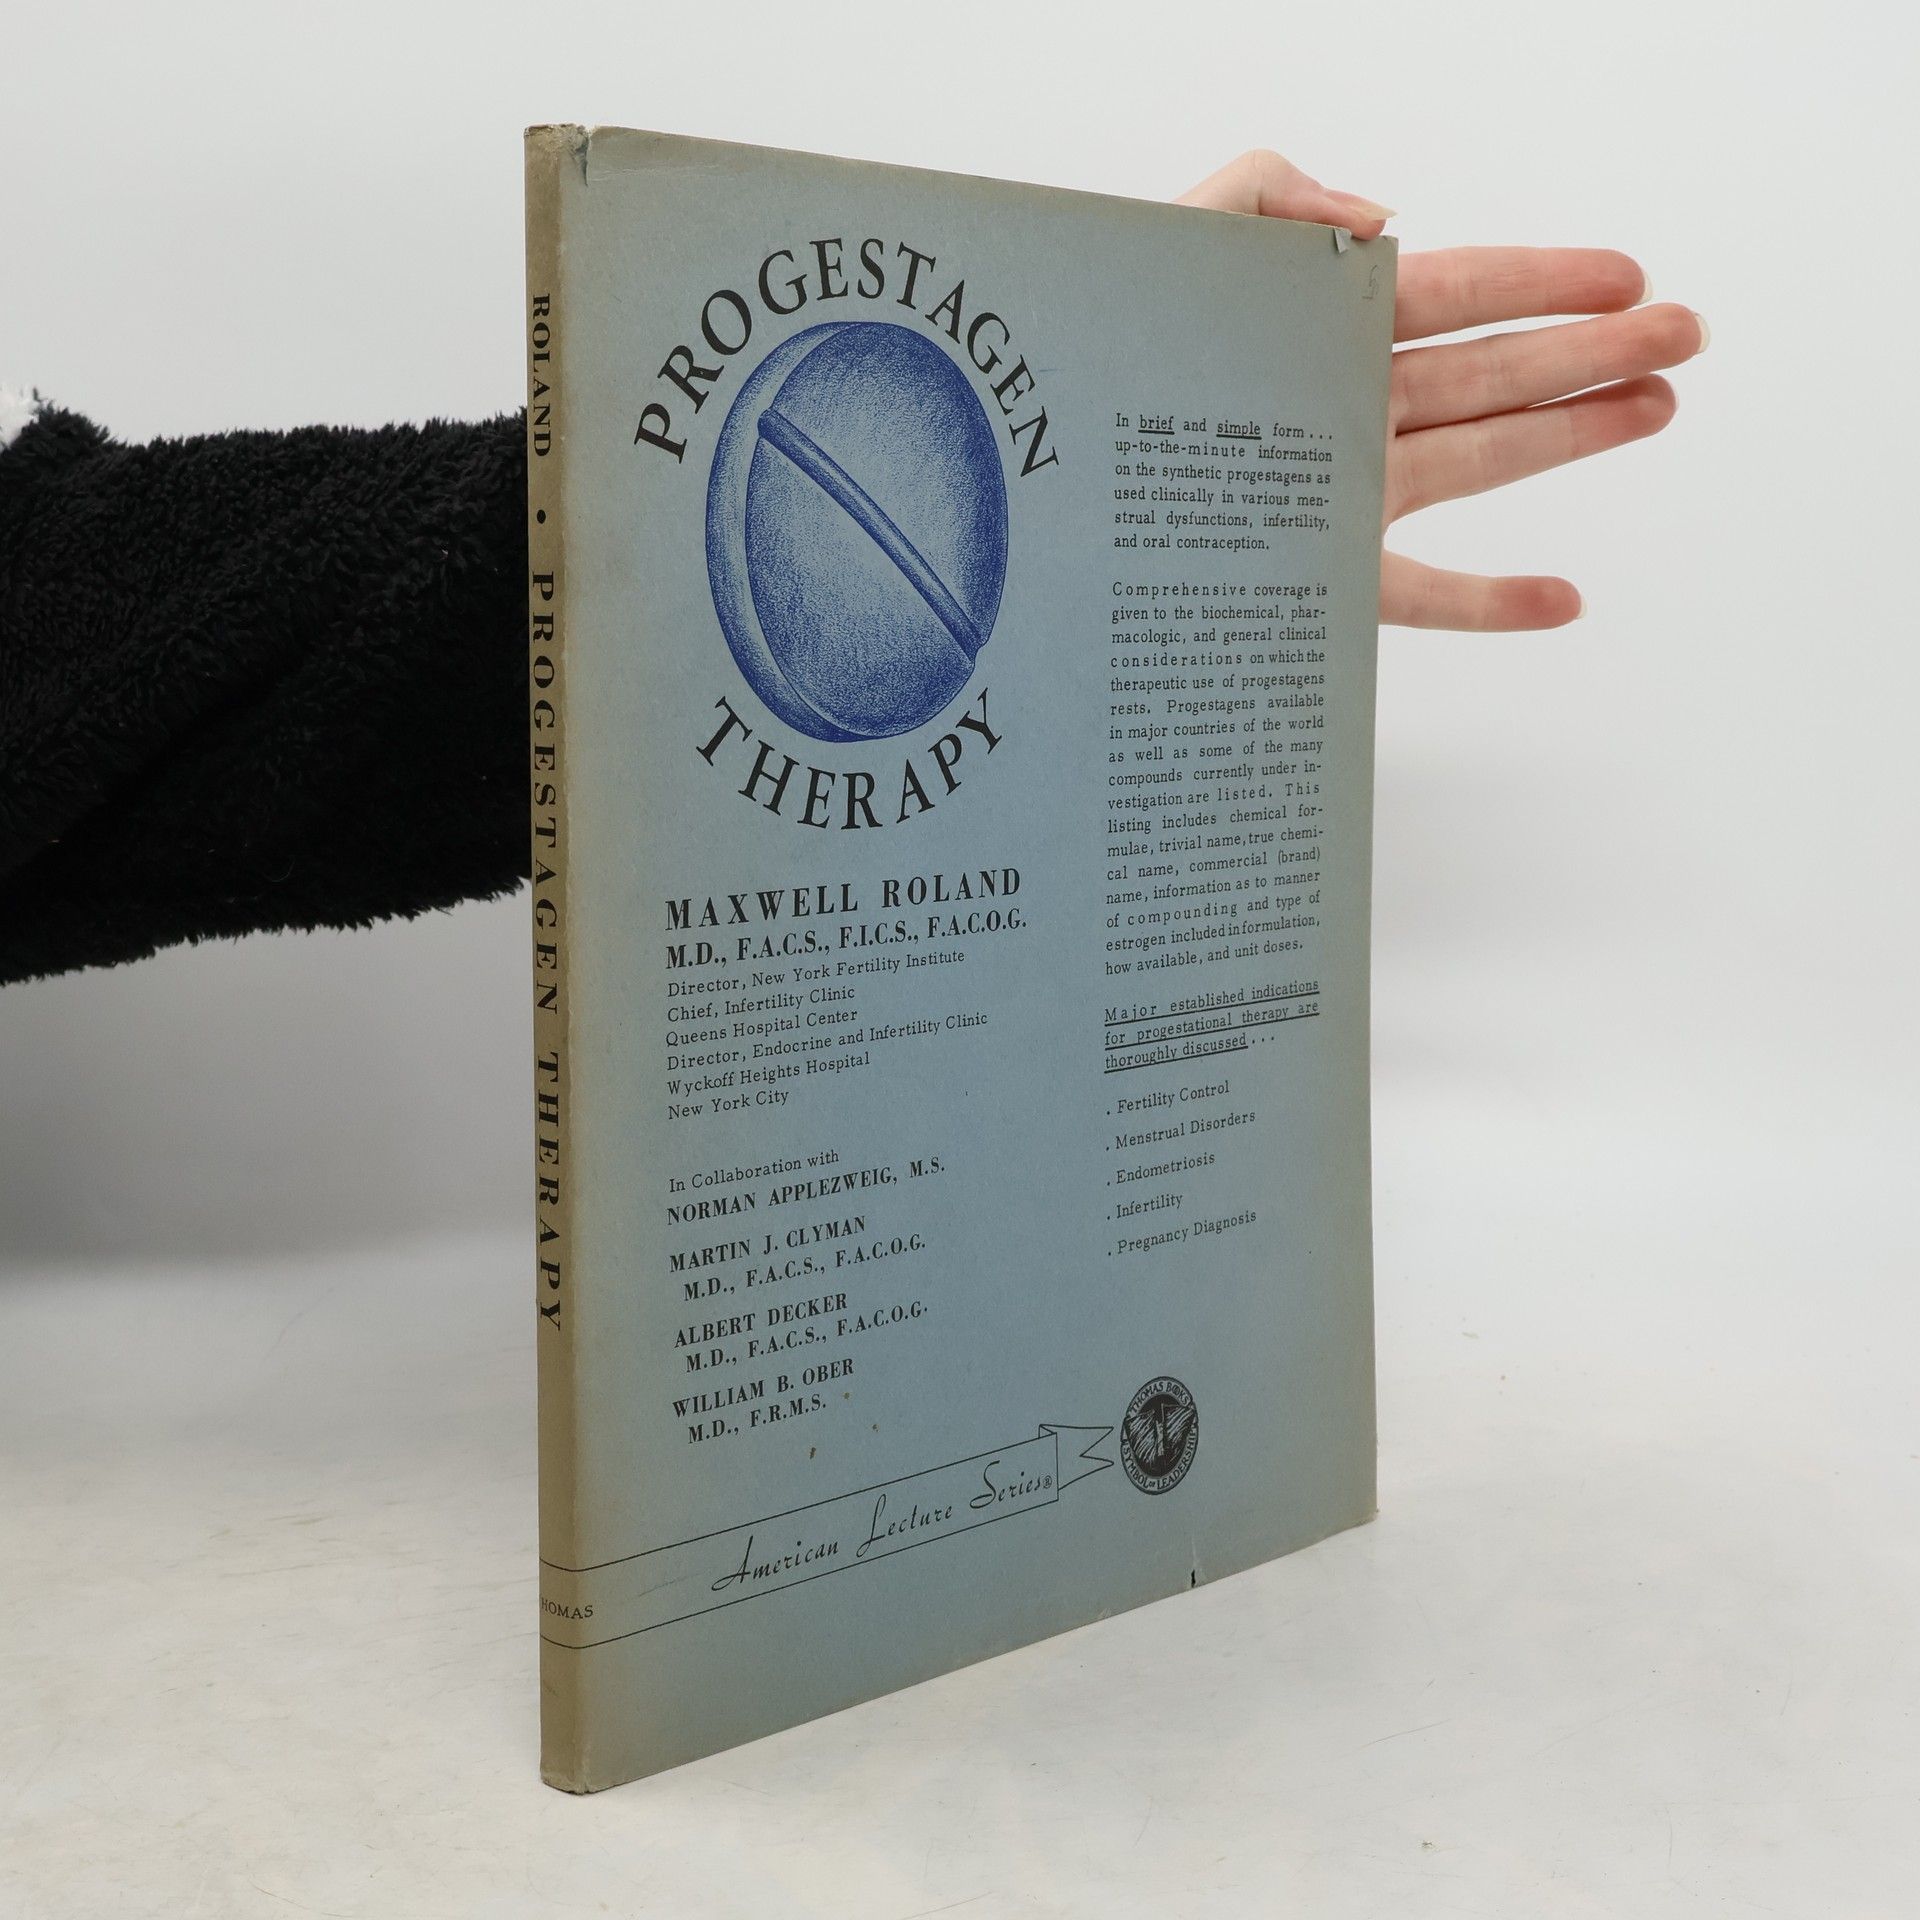 ROLAND • PROGESTAGEN THERAPY
HOMAS
PROGESTAGEN
THERAPY
MAXWELL ROLAND
M.D., F.A.C.S., F.I.C.S., F.A.C.O.G.
Director, New York Fertility Institute
Chief, Infertility Clinic
Queens Hospital Center
Director, Endocrine and Infertility Clinic
Wyckoff Heights Hospital
New York City
In Collaboration with
NORMAN APPLEZWEIG, M.S.
MARTIN J. CLYMAN
M.D., F.A.C.S., F.A.C.O.G.
ALBERT DECKER
M.D., F.A.C.S., F.A.C.O.G.
WILLIAM B. OBER
M.D., F.R.M.S.
In brief and simple form...
up-to-the-minute information
on the synthetic progestagens as
used clinically in various men-
strual dysfunctions, infertility,
and oral contraception.
Comprehensive coverage is
given to the biochemical, phar-
macologic, and general clinical
considerations on which the
therapeutic use of progestagens
rests. Progestagens available
in major countries of the world
as well as some of the many
compounds currently under in-
vestigation are listed. This
listing includes chemical for-
mulae, trivial name, true chemi-
cal name, commercial (brand)
name, information as to manner
of compounding and type of
estrogen included in formulation,
how available, and unit doses.
Major established indications
for progestational therapy are
thoroughly discussed...
. Fertility Control
. Menstrual Disorders
. Endometriosis
. Infertility
. Pregnancy Diagnosis
American Lecture Series®
THOMAS BOOKS
SYMBOL OF LEADERSHIP